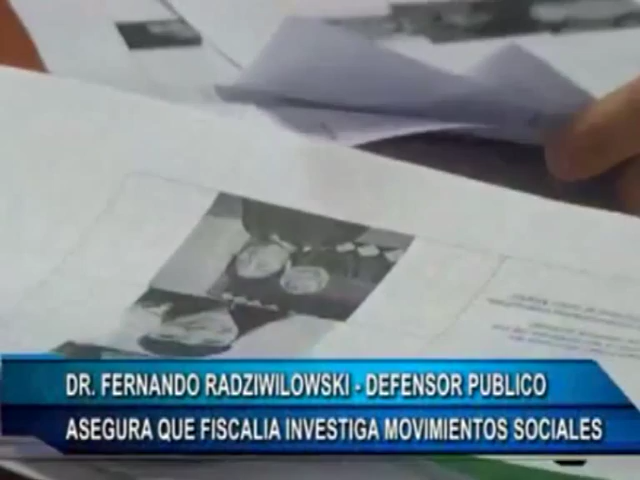 DR. FERNANDO RADZIWILOWSKI - DEFENSOR PUBLICO
ASEGURA QUE FISCALIA INVESTIGA MOVIMIENTOS SOCIALES